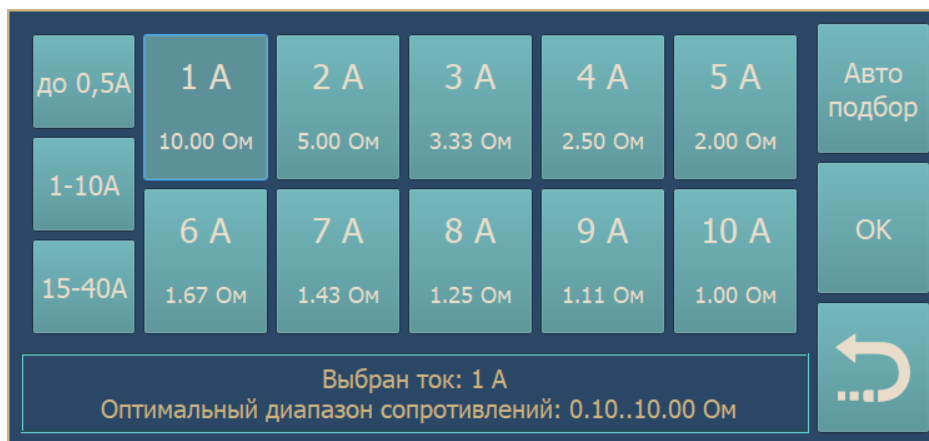 до 0,5А
1-10А
15-40А
1 А
10.00 Ом
2 А
5.00 Ом
3 А
3.33 Ом
4 А
2.50 Ом
5 А
2.00 Ом
6 А
1.67 Ом
7 А
1.43 Ом
8 А
1.25 Ом
9 А
1.11 Ом
10 А
1.00 Ом
Авто
подбор
ОК
Выбран ток: 1 А
Оптимальный диапазон сопротивлений: 0.10..10.00 Ом